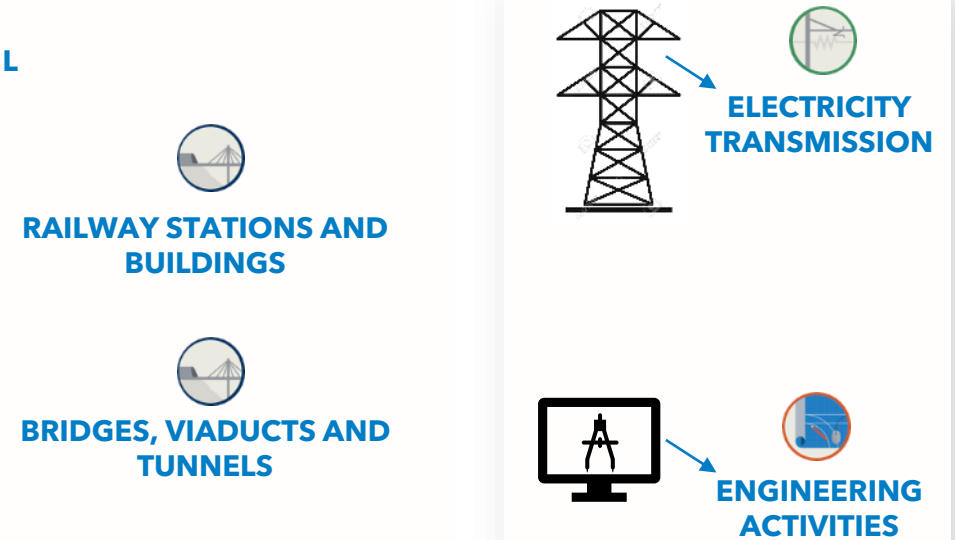 L
RAILWAY STATIONS AND
BUILDINGS
BRIDGES, VIADUCTS AND
TUNNELS
ELECTRICITY
TRANSMISSION
ENGINEERING
ACTIVITIES